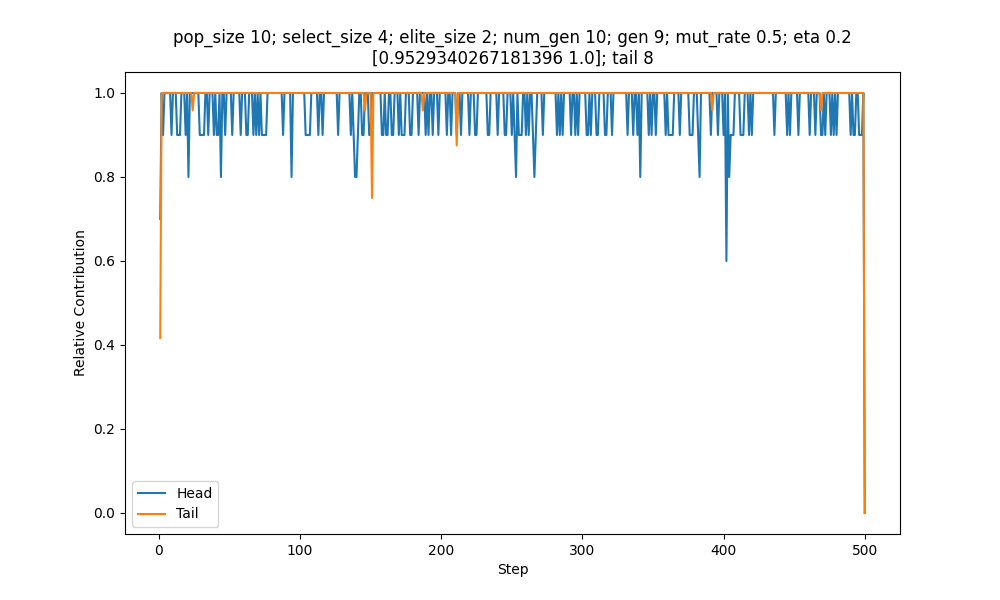 pop_size 10; select_size 4; elite_size 2; num_gen 10; gen 9; mut_rate 0.5; eta 0.2
[0.9529340267181396 1.0]; tail 8
Relative Contribution
1.0
0.8
0.6
0.4
0.2
0.0
Head
Tail
0
100
200
300
400
500
Step